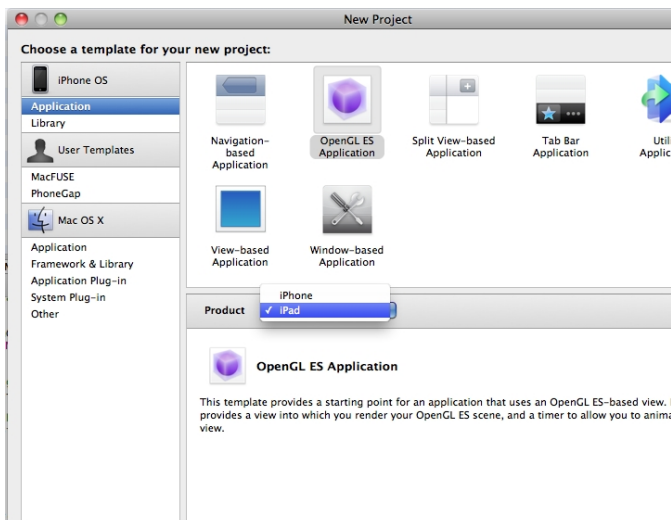 New Project
Choose a template for your new project:
iPhone OS
Application
Library
User Templates
MacFUSE
PhoneGap
Mac OS X
Application
Framework & Library
Application Plug-in
System Plug-in
Other
Navigation-
based
Application
OpenGL ES
Application
Split View-based
Application
Tab Bar
Application
Util
Applic
View-based
Application
Window-based
Application
Product
iPhone
✓ iPad
OpenGL ES Application
This template provides a starting point for an application that uses an OpenGL ES-based view.
provides a view into which you render your OpenGL ES scene, and a timer to allow you to anima
view.